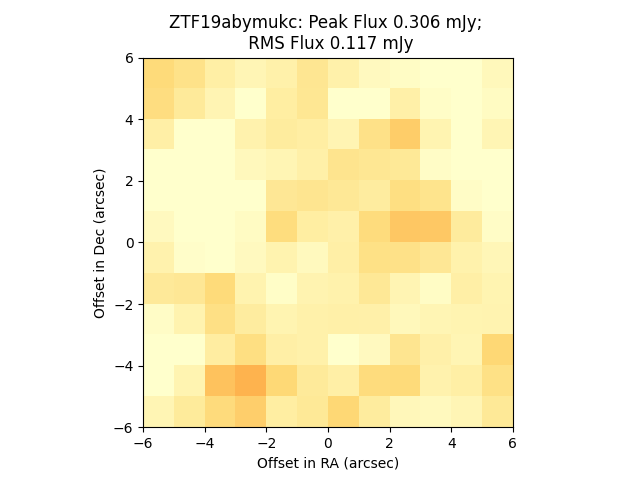 ZTF19abymukc: Peak Flux 0.306 mJy;
RMS Flux 0.117 mJy
6
4
2
0
−2
−4
−6
Offset in Dec (arcsec)
−6 −4 −2 0 2 4 6
Offset in RA (arcsec)